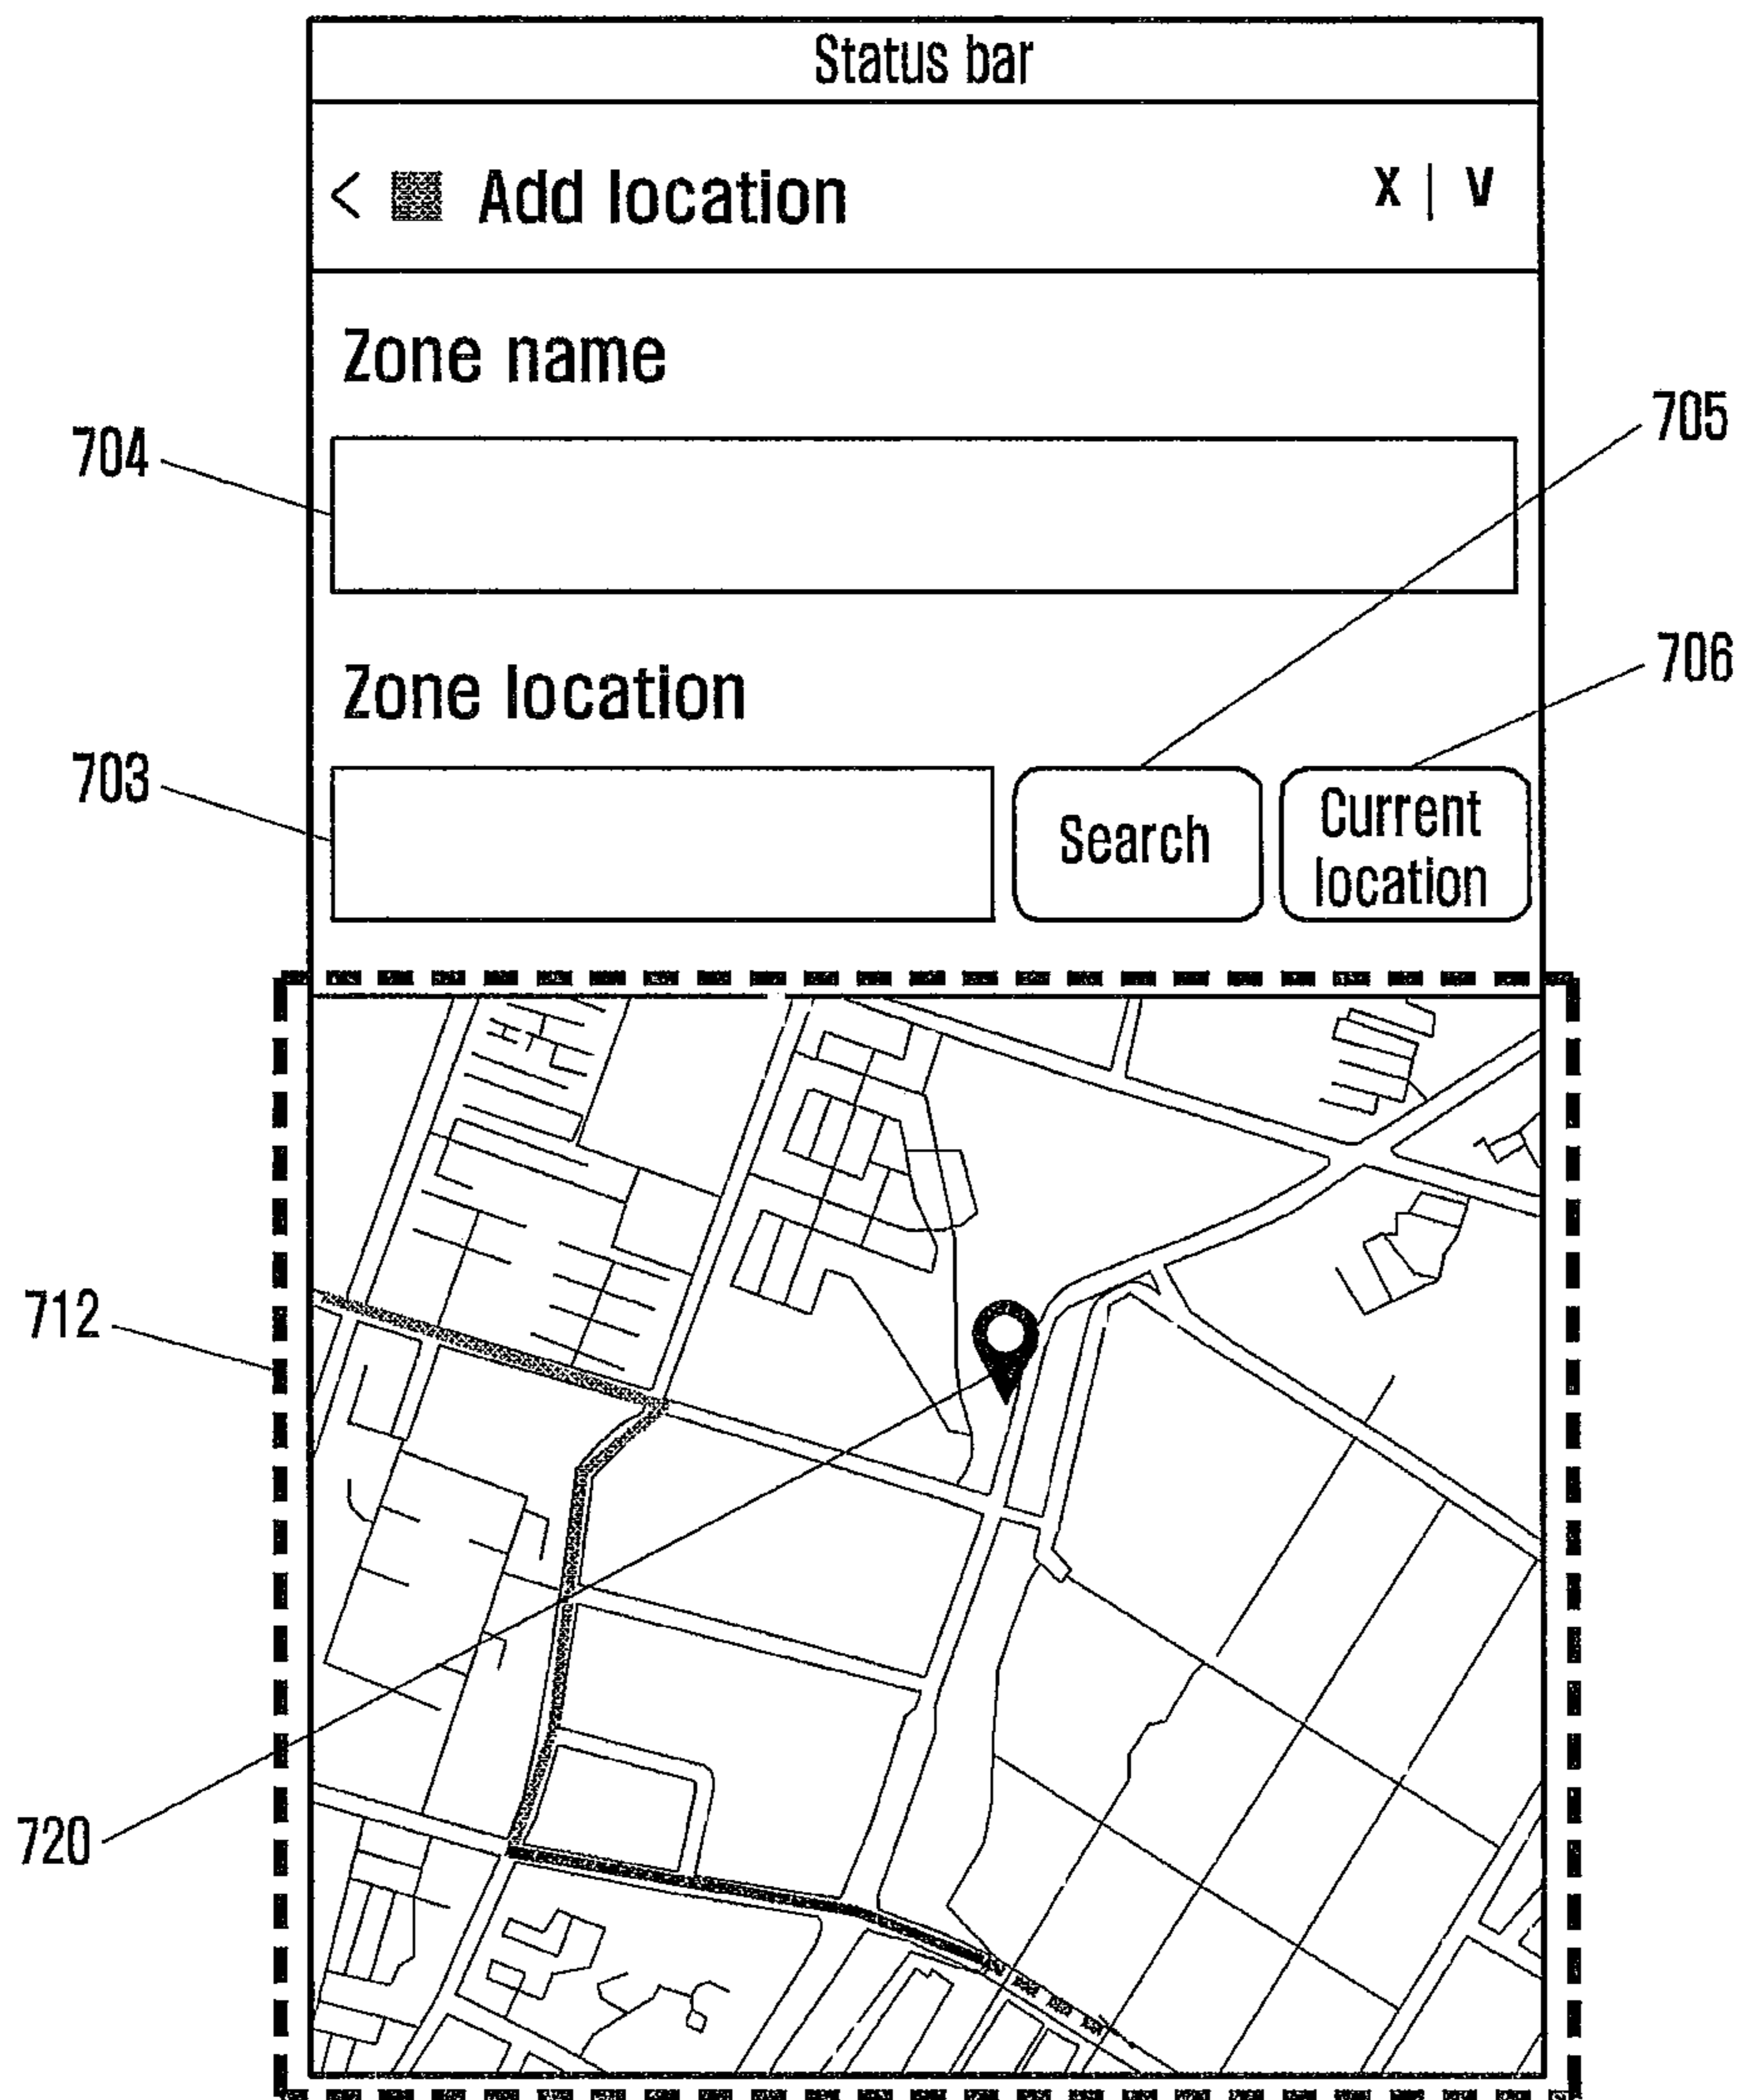 Status bar
< Add location X | V
Zone name
705
704
Zone location
706
703
Search
Current
location
712
720